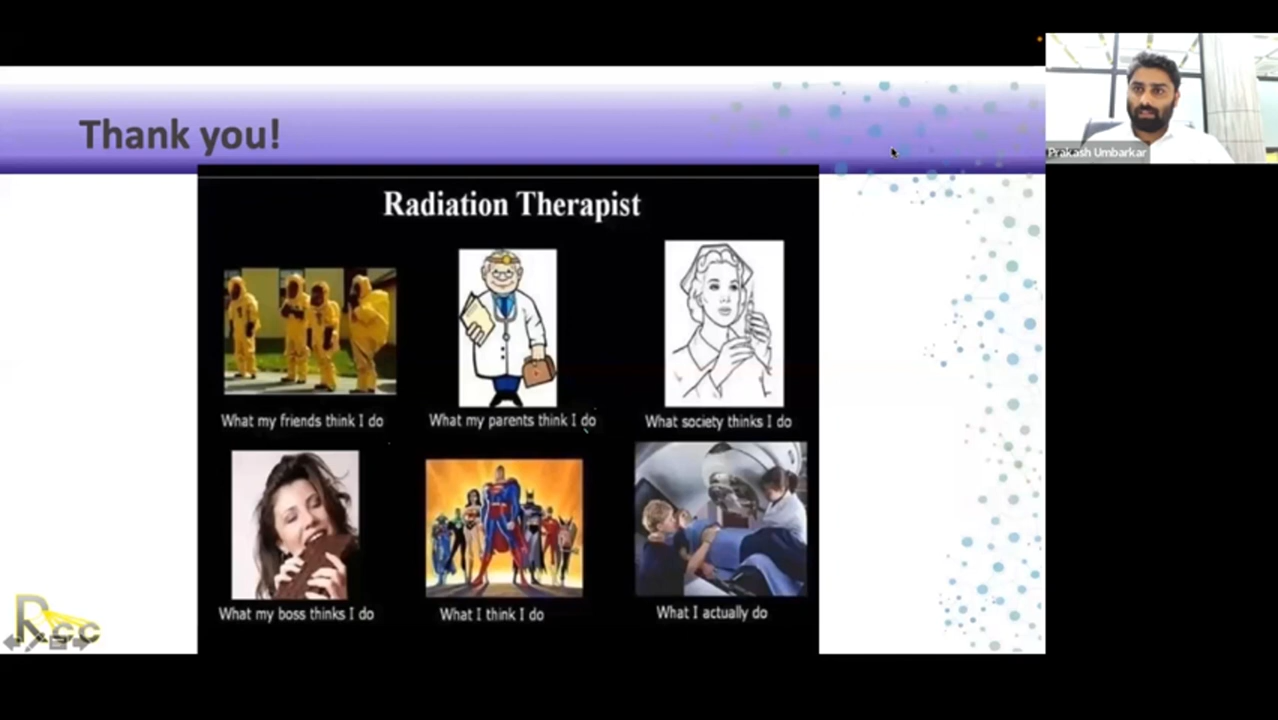 Thank you!
Prakash Umbarkar
Radiation Therapist
What my friends think I do
What my parents think I do
What society thinks I do
What my boss thinks I do
What I think I do
What I actually do
Rcc